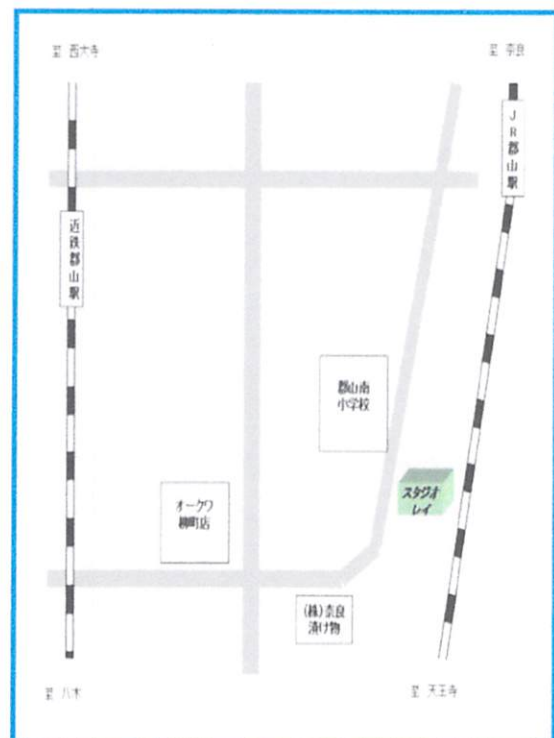 至 西大寺
至 奈良
JR郡山駅
近鉄郡山駅
郡山南
小学校
スタジオ
レイ
オークワ
柳町店
(株)奈良
漬け物
至 八木
至 天王寺